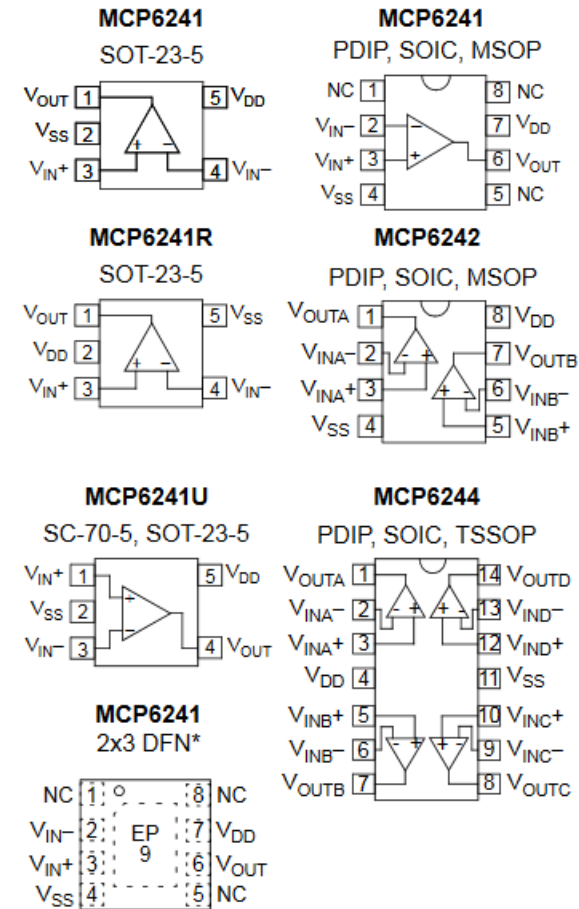 MCP6241
SOT-23-5
VOUT 1 5 VDD
VSS 2
VIN+ 3 4 VIN–
+ –
MCP6241
PDIP, SOIC, MSOP
NC 1 8 NC
VIN– 2 7 VDD
VIN+ 3 6 VOUT
VSS 4 5 NC
–
+
MCP6241R
SOT-23-5
VOUT 1 5 VSS
VDD 2
VIN+ 3 4 VIN–
+ –
MCP6242
PDIP, SOIC, MSOP
VOUTA 1 8 VDD
VINA– 2 - + 7 VOUTB
VINA+ 3 + - 6 VINB–
VSS 4 5 VINB+
MCP6241U
SC-70-5, SOT-23-5
VIN+ 1 5 VDD
VSS 2
VIN– 3 4 VOUT
+
–
MCP6244
PDIP, SOIC, TSSOP
VOUTA 1 14 VOUTD
VINA– 2 - + + - 13 VIND–
VINA+ 3 12 VIND+
VDD 4 11 VSS
VINB+ 5 10 VINC+
VINB– 6 - + + - 9 VINC–
VOUTB 7 8 VOUTC
MCP6241
2x3 DFN*
NC 1 8 NC
VIN– 2 EP 7 VDD
VIN+ 3 9 6 VOUT
VSS 4 5 NC